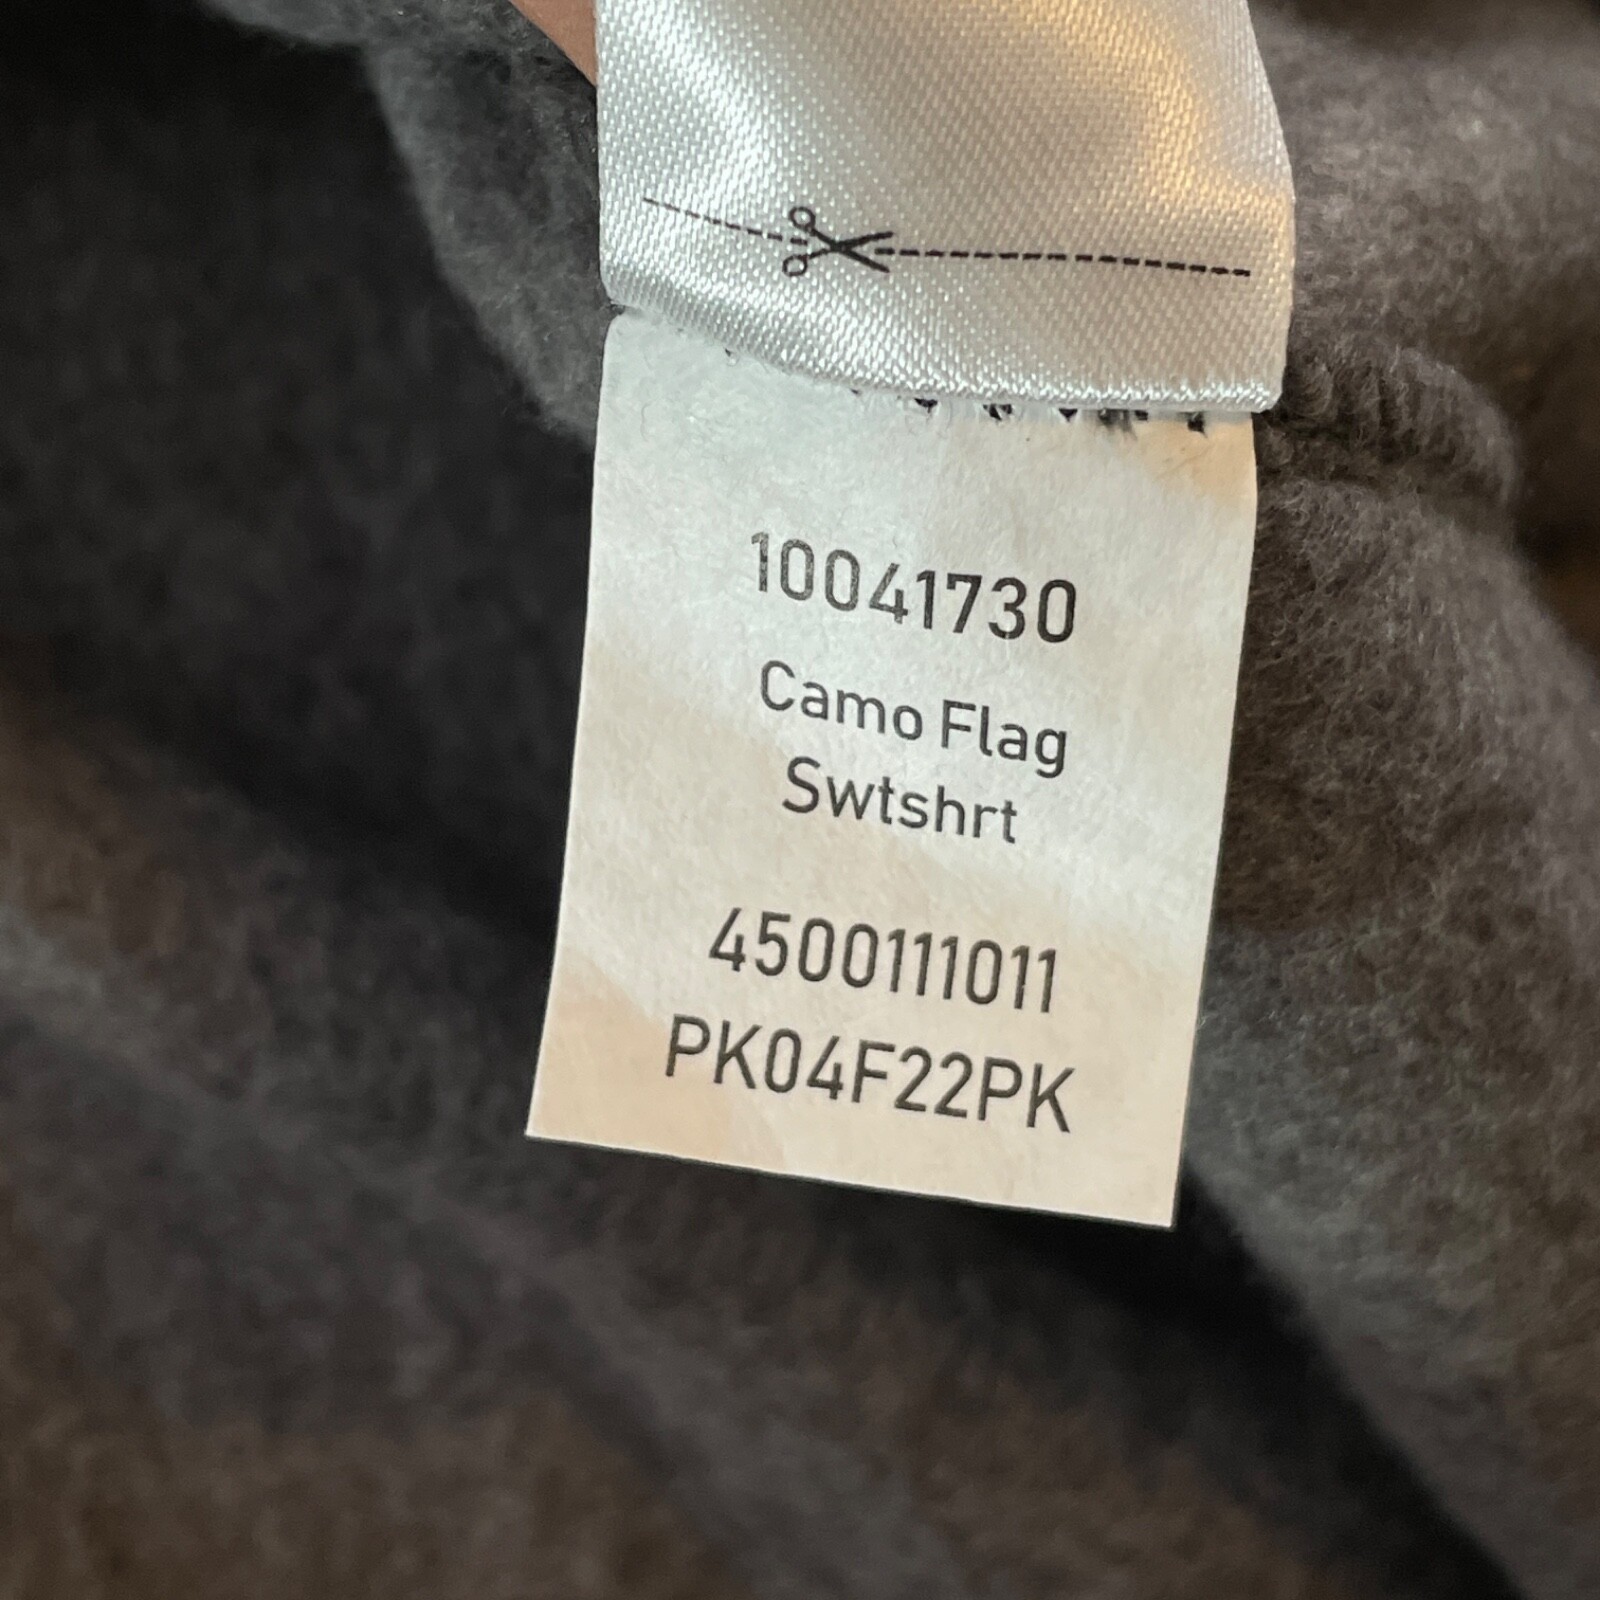 10041730
Camo Flag
Swtshrt
4500111011
PK04F22PK